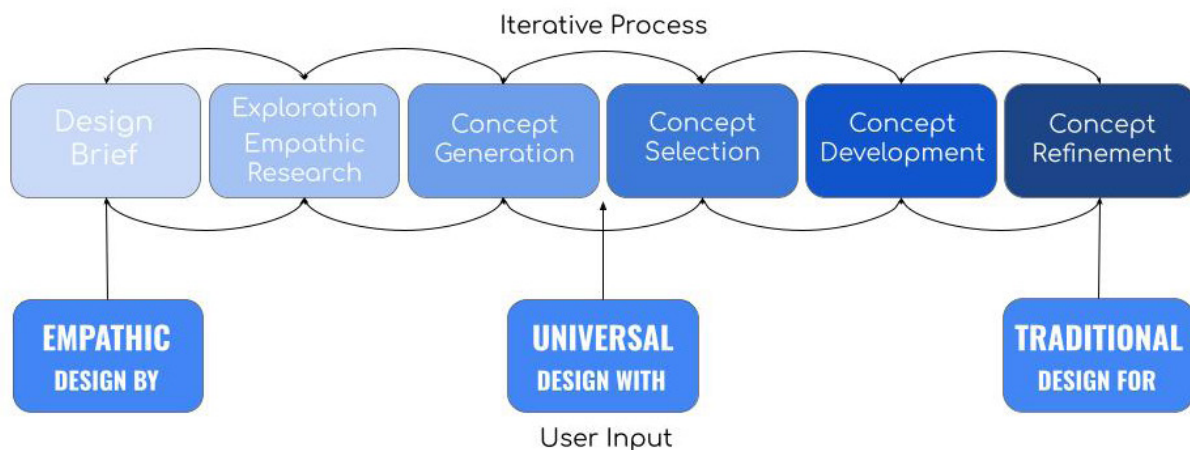 Iterative Process
Design
Brief
Exploration
Empathic
Research
Concept
Generation
Concept
Selection
Concept
Development
Concept
Refinement
EMPATHIC
DESIGN BY
UNIVERSAL
DESIGN WITH
TRADITIONAL
DESIGN FOR
User Input